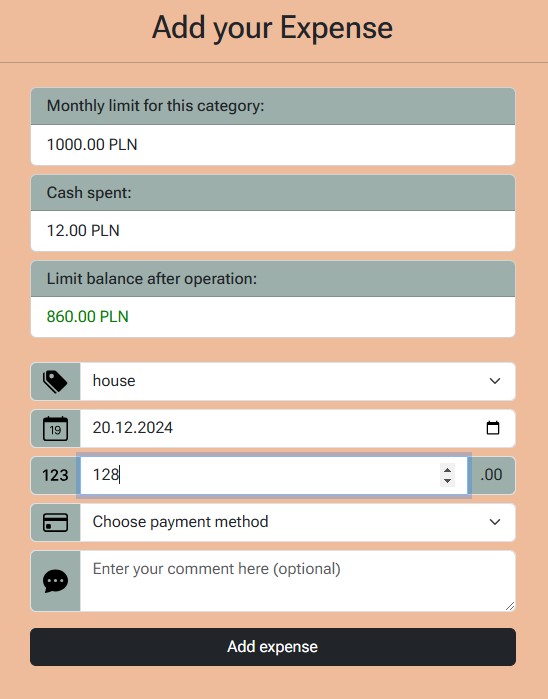 Add your Expense
Monthly limit for this category:
1000.00 PLN
Cash spent:
12.00 PLN
Limit balance after operation:
860.00 PLN
house
19
20.12.2024
123
128
.00
Choose payment method
Enter your comment here (optional)
Add expense